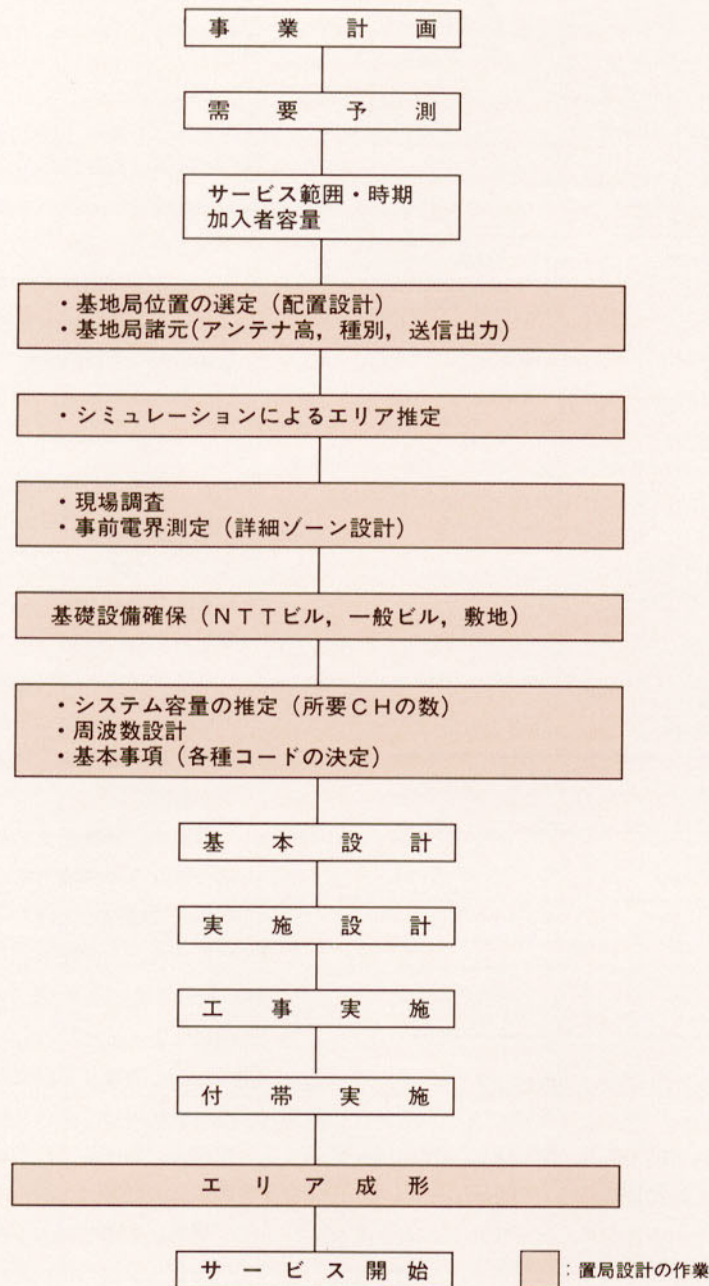 事業計画
需要予測
サービス範囲・時期
加入者容量
・基地局位置の選定（配置設計）
・基地局諸元（アンテナ高，種別，送信出力）
・シミュレーションによるエリア推定
・現場調査
・事前電界測定（詳細ゾーン設計）
基礎設備確保（ＮＴＴビル，一般ビル，敷地）
・システム容量の推定（所要ＣＨの数）
・周波数設計
・基本事項（各種コードの決定）
基本設計
実施設計
工事実施
付帯実施
エリア成形
サービス開始
：置局設計の作業